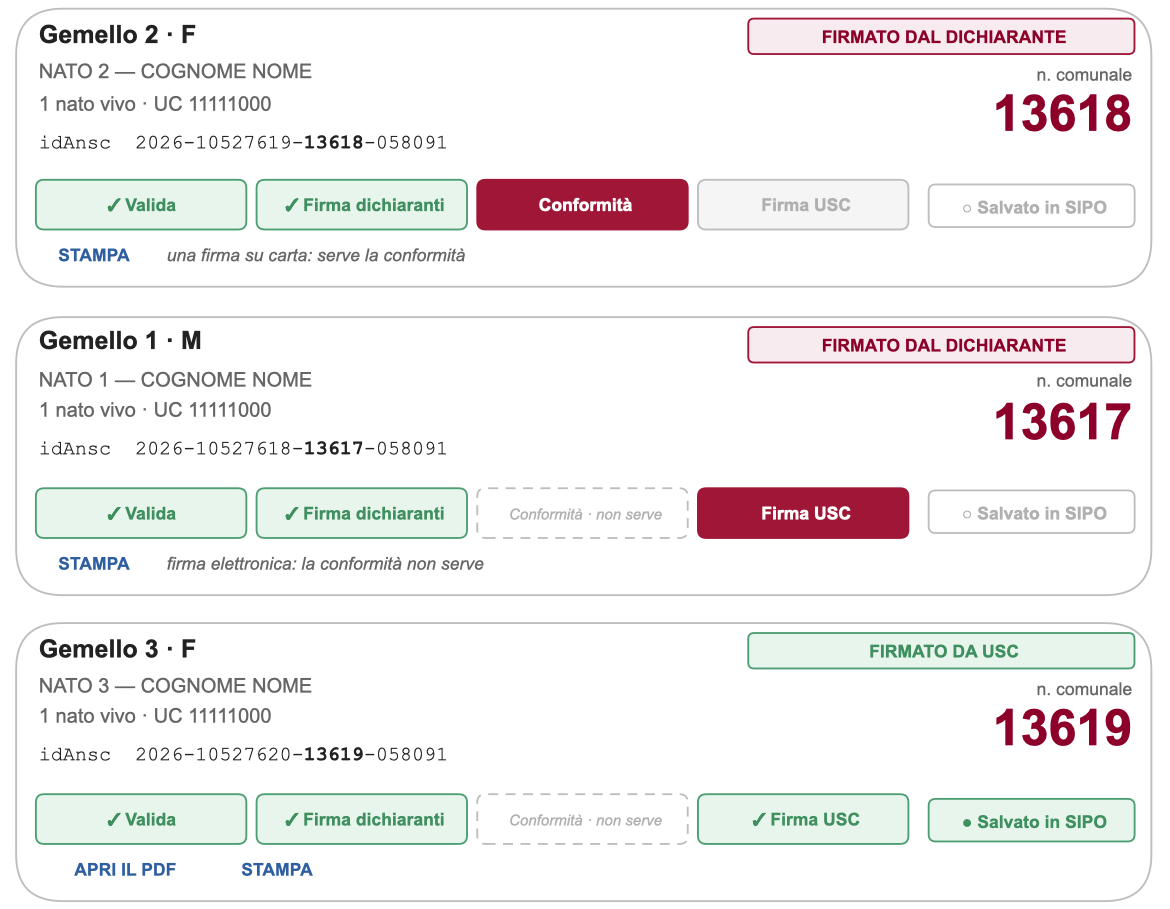 Gemello 2 · F
FIRMATO DAL DICHIARANTE
NATO 2 — COGNOME NOME
n. comunale
1 nato vivo · UC 11111000
13618
idAnsc 2026-10527619-13618-058091
✓ Valida
✓ Firma dichiaranti
Conformità
Firma USC
○ Salvato in SIPO
STAMPA
una firma su carta: serve la conformità
Gemello 1 · M
FIRMATO DAL DICHIARANTE
NATO 1 — COGNOME NOME
n. comunale
1 nato vivo · UC 11111000
13617
idAnsc 2026-10527618-13617-058091
✓ Valida
✓ Firma dichiaranti
Conformità · non serve
Firma USC
○ Salvato in SIPO
STAMPA
firma elettronica: la conformità non serve
Gemello 3 · F
FIRMATO DA USC
NATO 3 — COGNOME NOME
n. comunale
1 nato vivo · UC 11111000
13619
idAnsc 2026-10527620-13619-058091
✓ Valida
✓ Firma dichiaranti
Conformità · non serve
✓ Firma USC
● Salvato in SIPO
APRI IL PDF
STAMPA